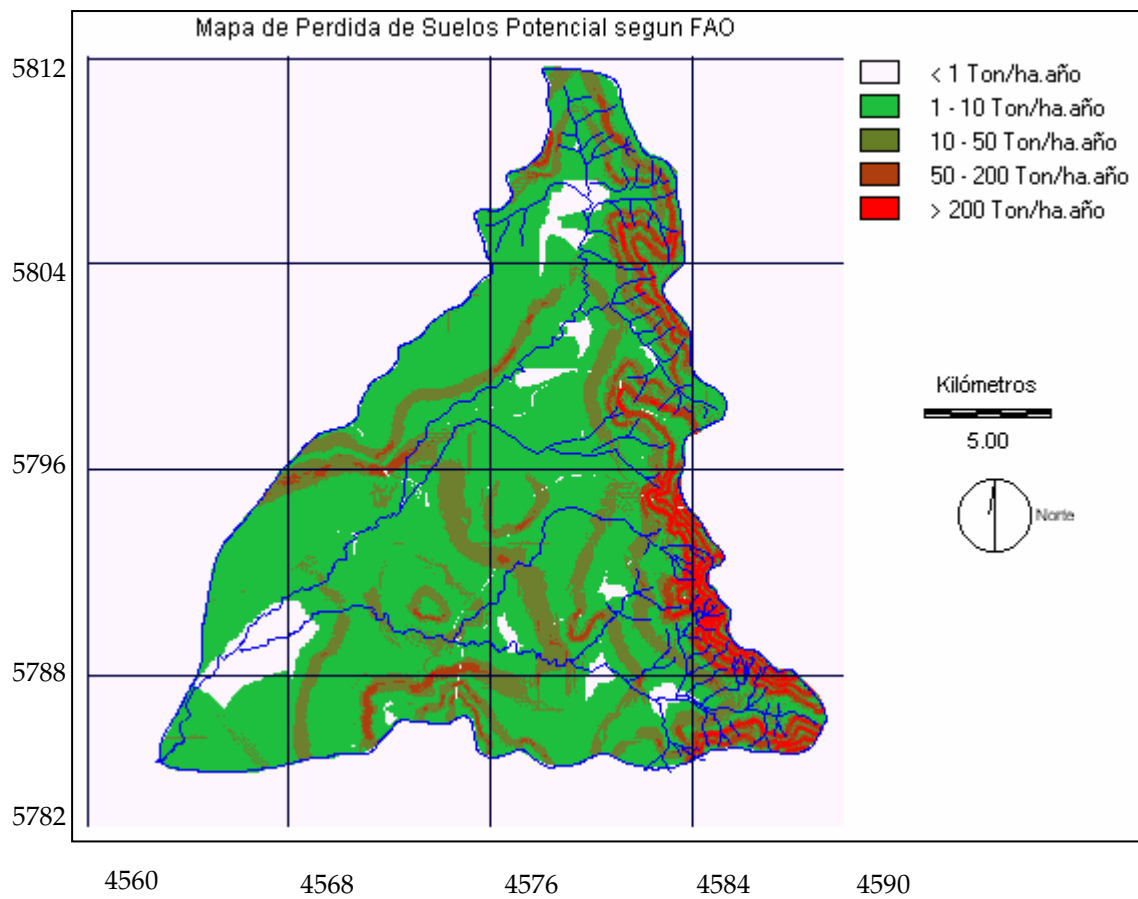 Mapa de Perdida de Suelos Potencial segun FAO
5812
5804
5796
5788
5782
< 1 Ton/ha.año
1 - 10 Ton/ha.año
10 - 50 Ton/ha.año
50 - 200 Ton/ha.año
> 200 Ton/ha.año
Kilómetros
5.00
Norte
4560 4568 4576 4584 4590